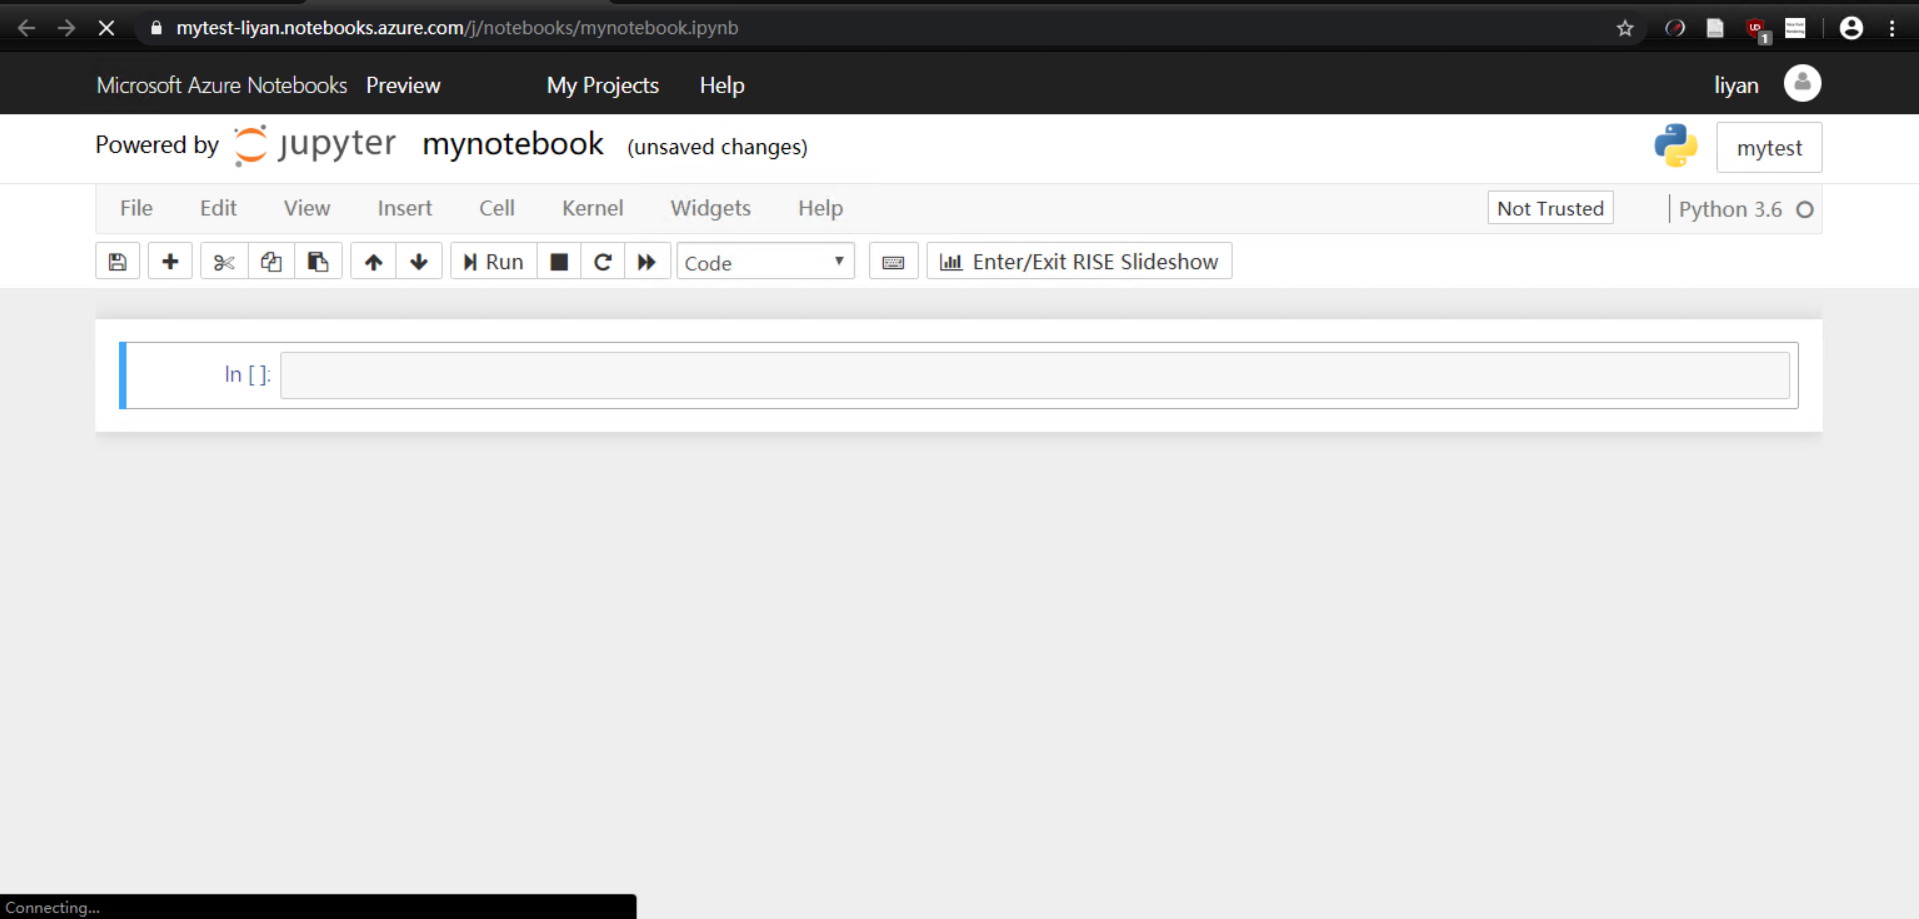 mytest-liyan.notebooks.azure.com/j/notebooks/mynotebook.ipynb
1
Microsoft Azure Notebooks Preview My Projects Help liyan
Powered by jupyter mynotebook (unsaved changes) mytest
File Edit View Insert Cell Kernel Widgets Help Not Trusted Python 3.6
Run Code Enter/Exit RISE Slideshow
In [ ]:
Connecting...